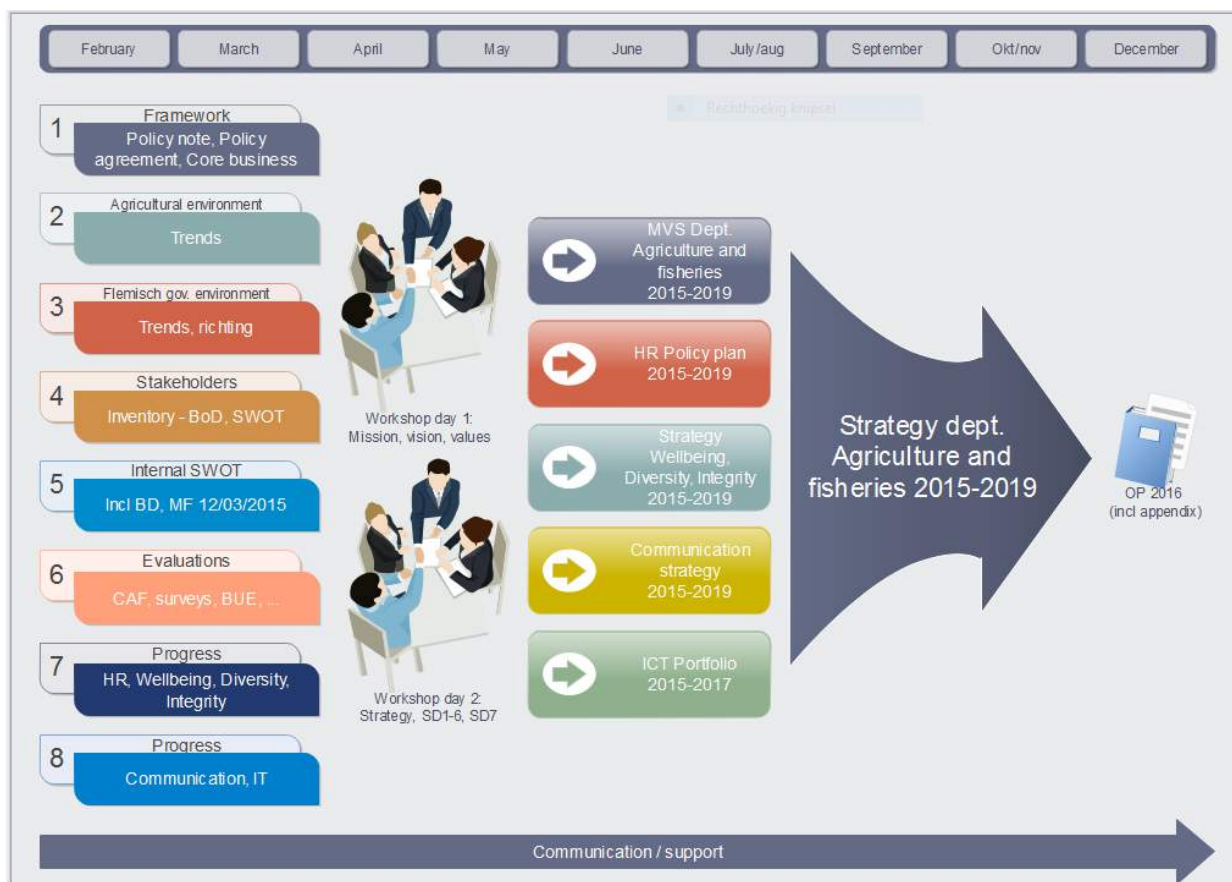 February
March
April
May
June
July/aug
September
Okt/nov
December
Rechthoekig knipsel
1
Framework
Policy note, Policy
agreement, Core business
2
Agricultural environment
Trends
3
Flemisch gov. environment
Trends, richting
4
Stakeholders
Inventory - BoD, SWOT
5
Internal SWOT
Incl BD, MF 12/03/2015
6
Evaluations
CAF, surveys, BUE, ...
7
Progress
HR, Wellbeing, Diversity,
Integrity
8
Progress
Communication, IT
Workshop day 1:
Mission, vision, values
Workshop day 2:
Strategy, SD1-6, SD7
MVS Dept.
Agriculture and
fisheries
2015-2019
HR Policy plan
2015-2019
Strategy
Wellbeing,
Diversity, Integrity
2015-2019
Communication
strategy
2015-2019
ICT Portfolio
2015-2017
Strategy dept.
Agriculture and
fisheries 2015-2019
OP 2016
(incl appendix)
Communication / support